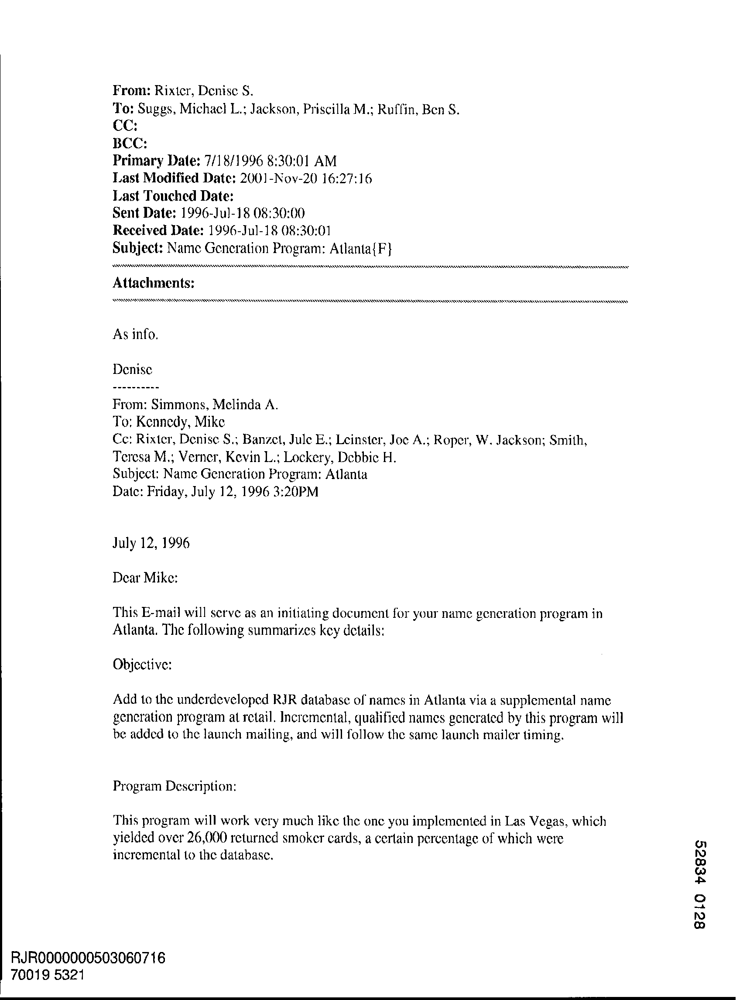 From: Rixter, Denise S.
To: Suggs, Michael L.; Jackson, Priscilla M.; Ruffin, Ben S.
CC:
BCC:
Primary Date: 7/18/1996 8:30:01 AM
Last Modified Date: 2001-Nov-20 16:27:16
Last Touched Date:
Sent Date: 1996-Jul-18 08:30:00
Received Date: 1996-Jul-18 08:30:01
Subject: Name Generation Program: Atlanta{F}
Attachments:
As info.
Denise
----------
From: Simmons, Melinda A.
To: Kennedy, Mike
Cc: Rixter, Denise S.; Banzet, Jule E.; Leinster, Joe A.; Roper, W. Jackson; Smith,
Teresa M.; Verner, Kevin L.; Lockery, Debbie H.
Subject: Name Generation Program: Atlanta
Date: Friday, July 12, 1996 3:20PM
July 12, 1996
Dear Mike:
This E-mail will serve as an initiating document for your name generation program in
Atlanta. The following summarizes key details:
Objective:
Add to the underdeveloped RJR database of names in Atlanta via a supplemental name
generation program at retail. Incremental, qualified names generated by this program will
be added to the launch mailing, and will follow the same launch mailer timing.
Program Description:
This program will work very much like the one you implemented in Las Vegas, which
yielded over 26,000 returned smoker cards, a certain percentage of which were
incremental to the database.
52834 0128
RJR0000000503060716
70019 5321